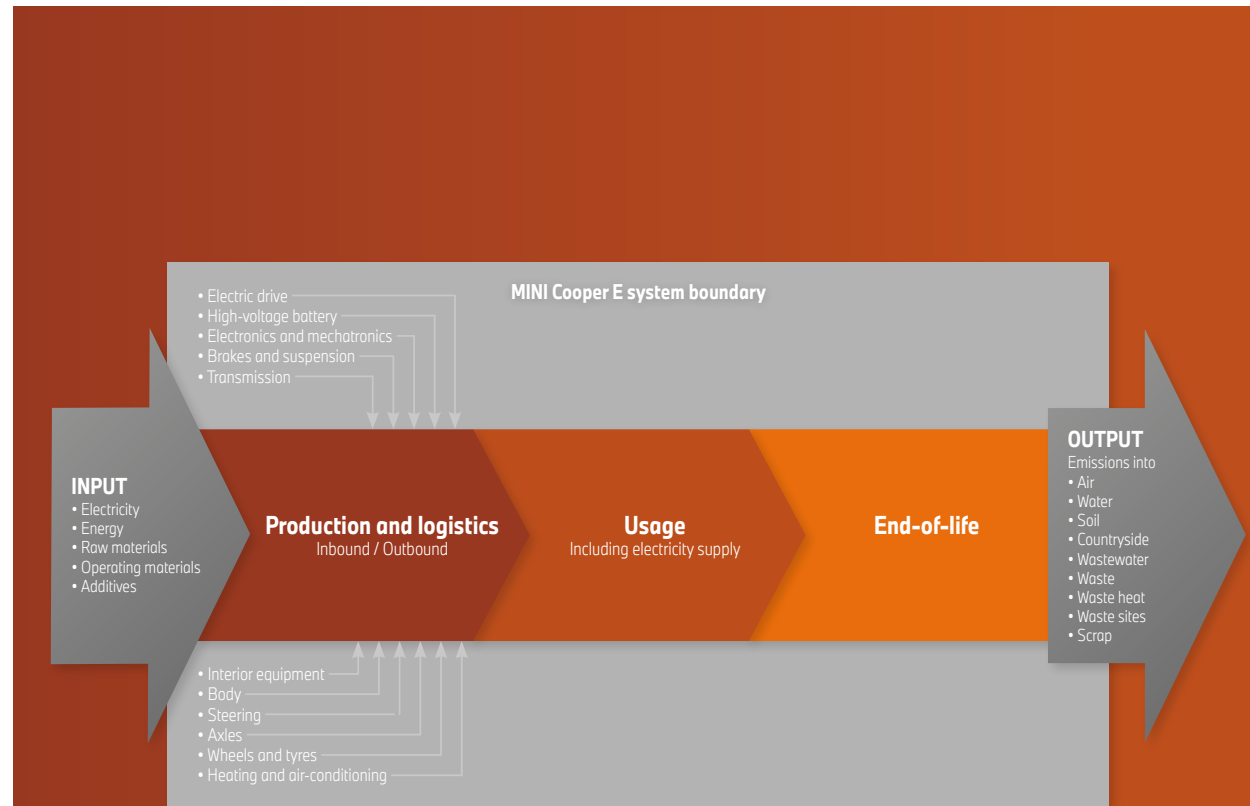 MINI Cooper E system boundary
• Electric drive
• High-voltage battery
• Electronics and mechatronics
• Brakes and suspension
• Transmission
INPUT
• Electricity
• Energy
• Raw materials
• Operating materials
• Additives
Production and logistics
Inbound / Outbound
Usage
Including electricity supply
End-of-life
OUTPUT
Emissions into
• Air
• Water
• Soil
• Countryside
• Wastewater
• Waste
• Waste heat
• Waste sites
• Scrap
• Interior equipment
• Body
• Steering
• Axles
• Wheels and tyres
• Heating and air-conditioning